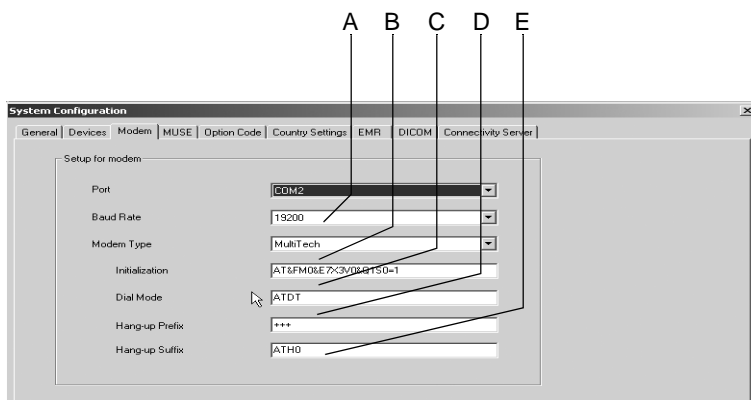 A B C D E
System Configuration
General Devices Modem MUSE Option Code Country Settings EMR DICOM Connectivity Server
Setup for modem
Port COM2
Baud Rate 19200
Modem Type MultiTech
Initialization AT&FM0&E7X3V0&Q1S0=1
Dial Mode ATDT
Hang-up Prefix +++
Hang-up Suffix ATH0